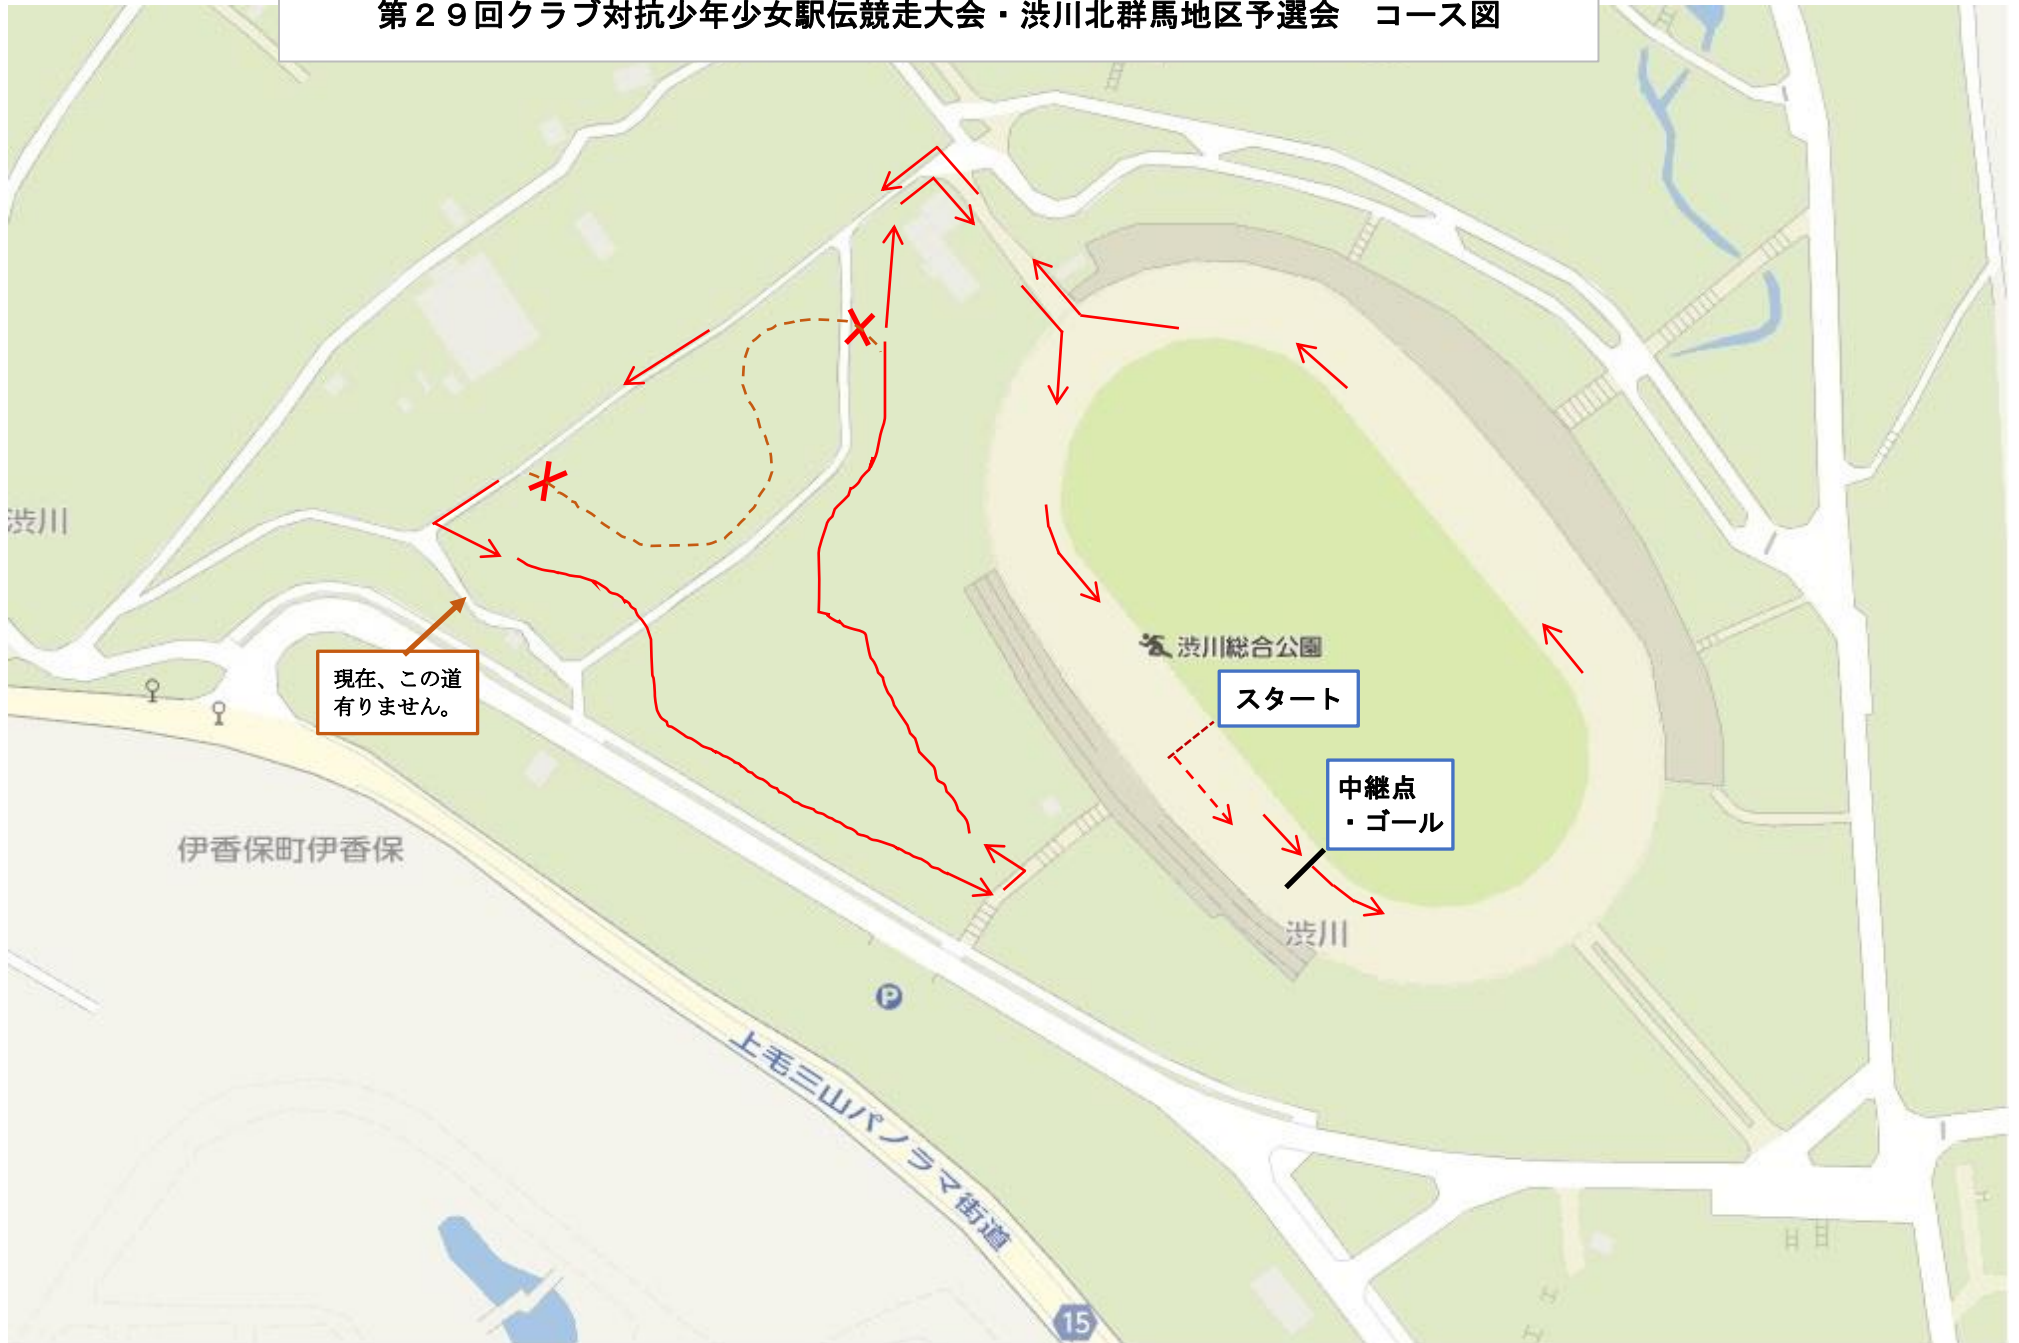 第２９回クラブ対抗少年少女駅伝競走大会・渋川北群馬地区予選会　コース図
渋川
渋川総合公園
スタート
現在、この道
有りません。
中継点
・ゴール
伊香保町伊香保
渋川
P
上毛三山パノラマ街道
15